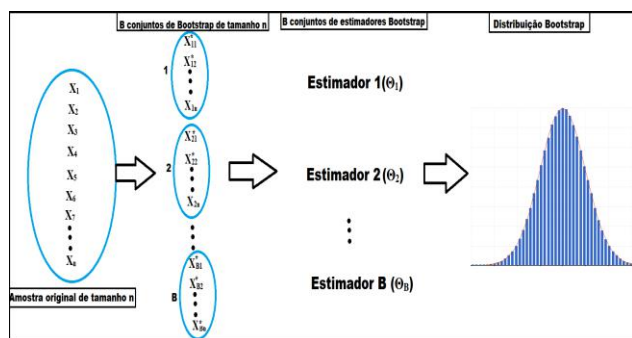 B conjuntos de Bootstrap de tamanho n
B conjuntos de estimadores Bootstrap
Distribuição Bootstrap
X₁
X₂
X₃
X₄
X₅
X₆
X₇
Xₙ
Amostra original de tamanho n
1
X*₁₁
X*₁₂
X*₁ₙ
2
X*₂₁
X*₂₂
X*₂ₙ
B
X*B1
X*B2
X*Bn
Estimador 1(Θ₁)
Estimador 2(Θ₂)
Estimador B (ΘB)